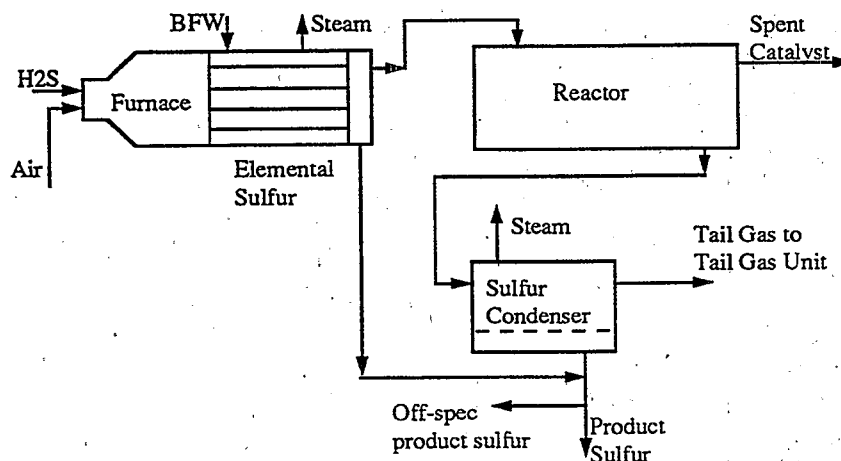 BFW
Steam
Spent
Catalyst
H2S
Furnace
Reactor
Air
Elemental
Sulfur
Steam
Tail Gas to
Tail Gas Unit
Sulfur
Condenser
Off-spec
product sulfur
Product
Sulfur